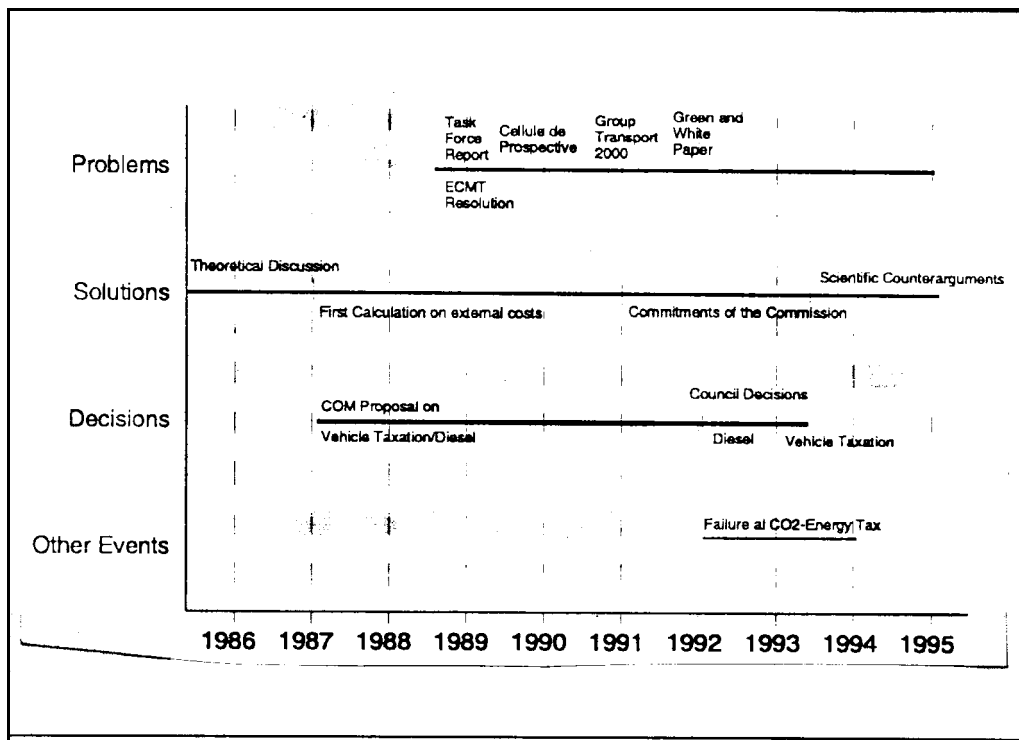 Problems
Task
Force
Report
Cellule de
Prospective
Group
Transport
2000
Green and
White
Paper
ECMT
Resolution
Solutions
Theoretical Discussion
Scientific Counterarguments
First Calculation on external costs
Commitments of the Commission
Decisions
COM Proposal on
Vehicle Taxation/Diesel
Council Decisions
Diesel
Vehicle Taxation
Other Events
Failure at CO2-Energy Tax
1986 1987 1988 1989 1990 1991 1992 1993 1994 1995